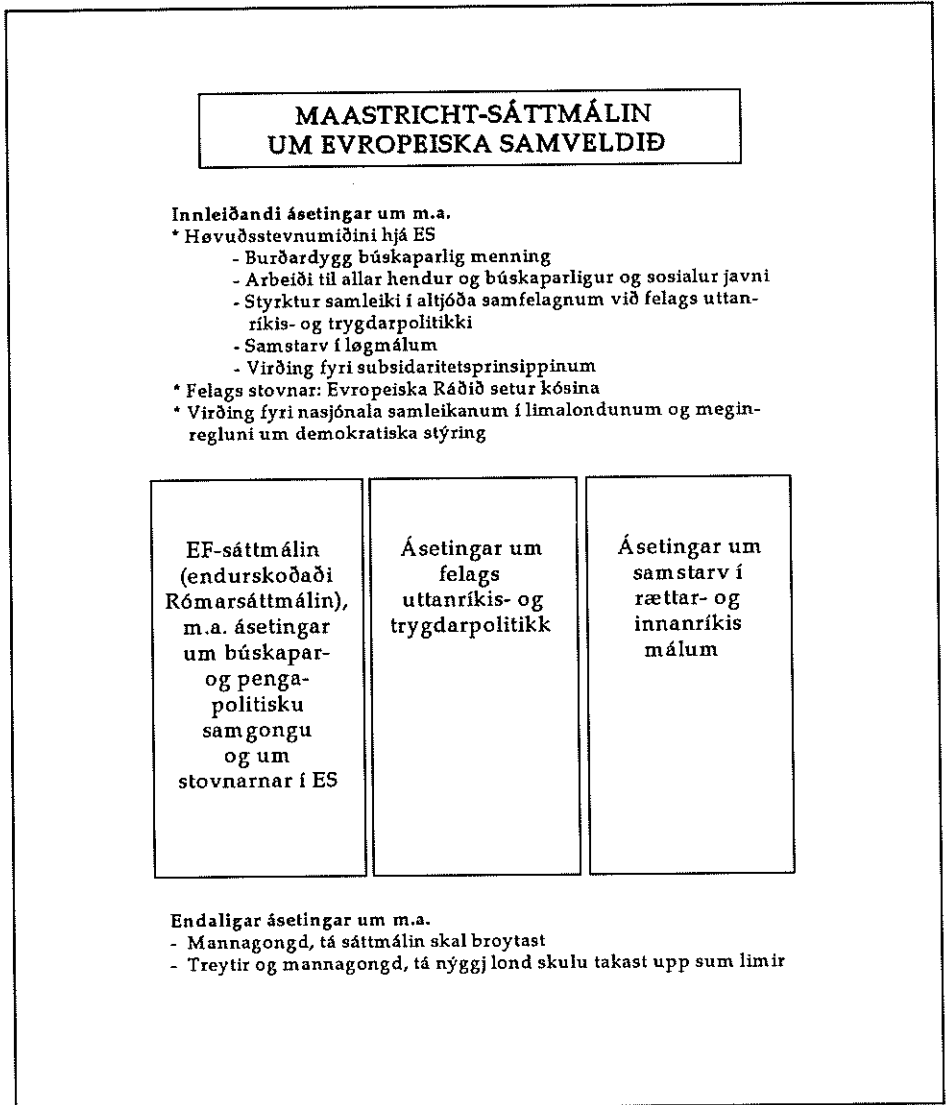 MAASTRICHT-SÁTTMÁLIN
UM EVROPEISKA SAMVELDIÐ
Innleiðandi ásetingar um m.a.
* Høvuðsstevnumiðini hjá ES
- Burðardygg búskaparlig menning
- Arbeiði til allar hendur og búskaparligur og sosialur javni
- Styrktur samleiki í altjóða samfelagnum við felags uttan-
ríkis- og trygdarpolitikki
- Samstarv í løgmálum
- Virðing fyri subsidaritetsprinsippinum
* Felags stovnar: Evropeiska Ráðið setur kósina
* Virðing fyri nasjónala samleikanum í limalondunum og megin-
regluni um demokratiska stýring
EF-sáttmálin
(endurskoðaði
Rómarsáttmálin),
m.a. ásetingar
um búskapar-
og penga-
politisku
samgongu
og um
stovnarnar í ES
Ásetingar um
felags
uttanríkis- og
trygdarpolitikk
Ásetingar um
samstarv í
rættar- og
innanríkis
málum
Endaligar ásetingar um m.a.
- Mannagongd, tá sáttmálin skal broytast
- Treytir og mannagongd, tá nýggj lond skulu takast upp sum limir